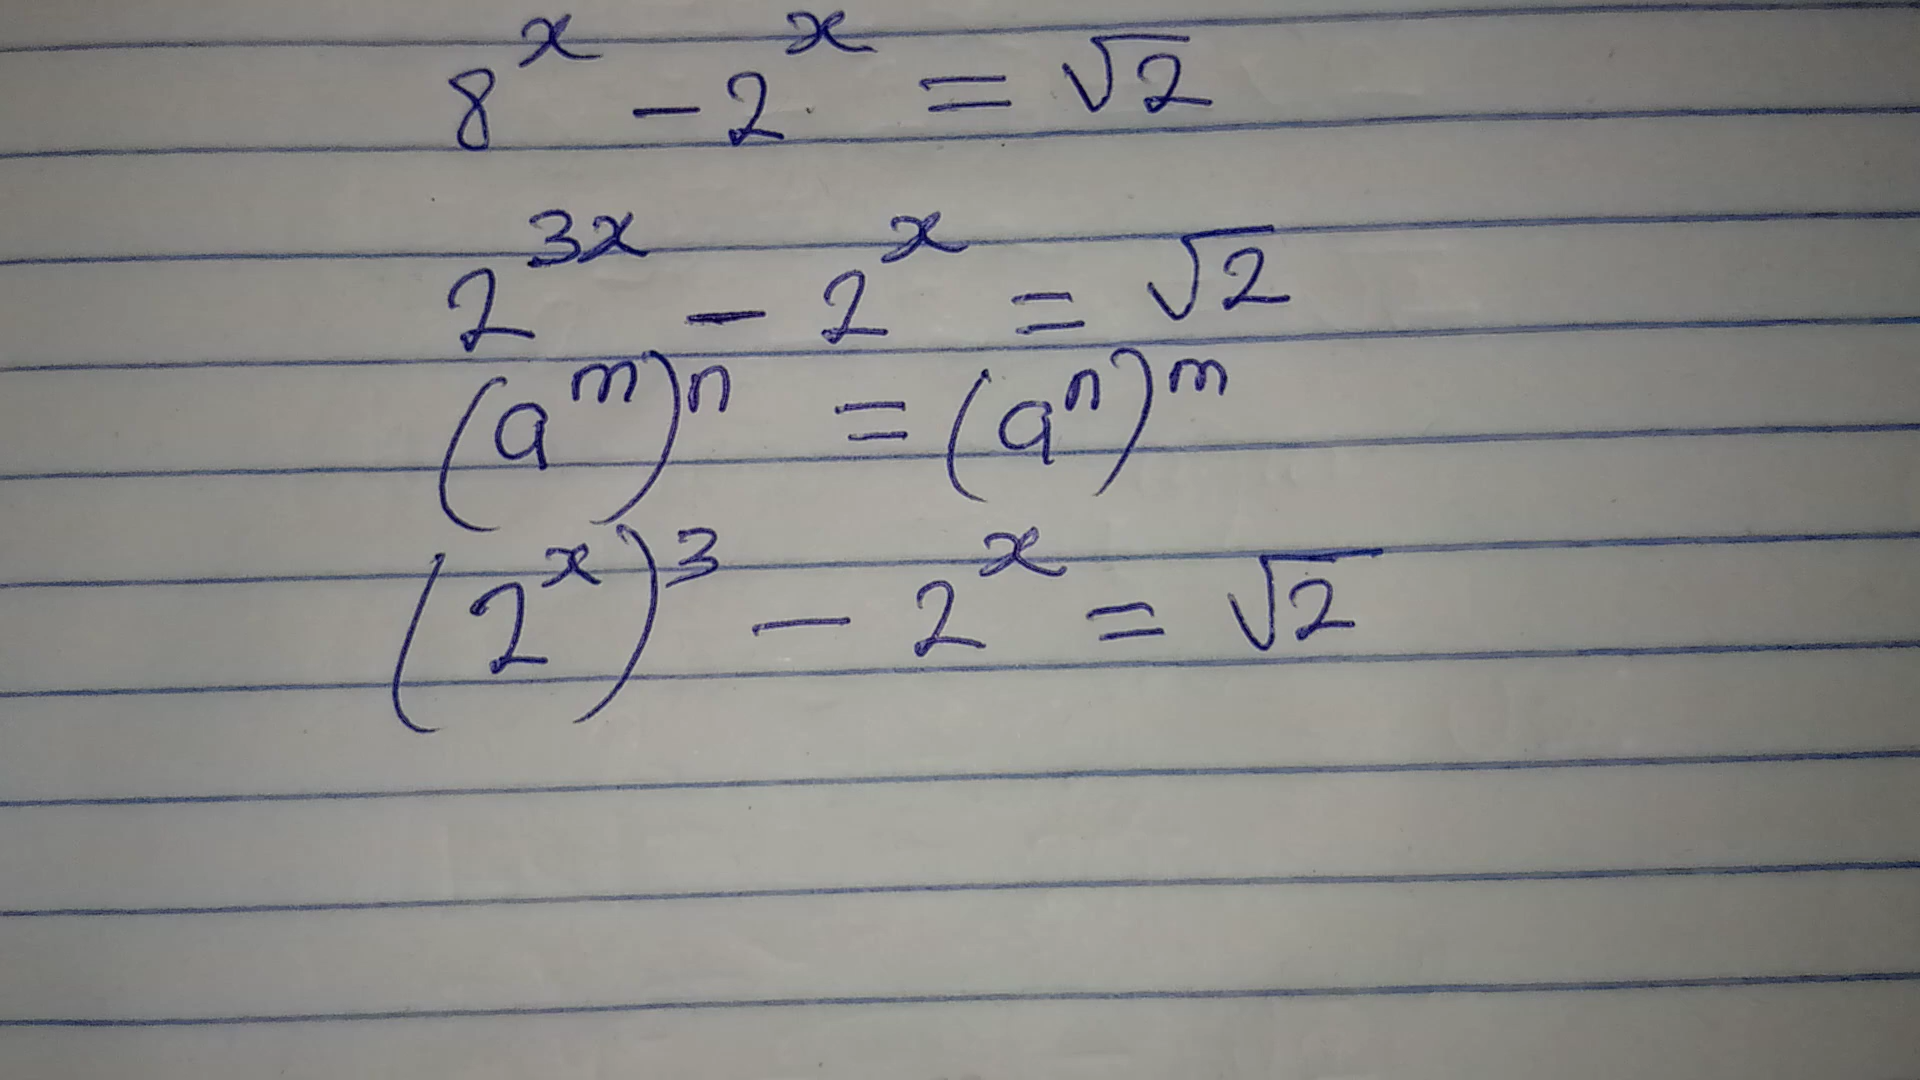 8^x - 2^x = √2
2^3x - 2^x = √2
(a^m)^n = (a^n)^m
(2^x)^3 - 2^x = √2